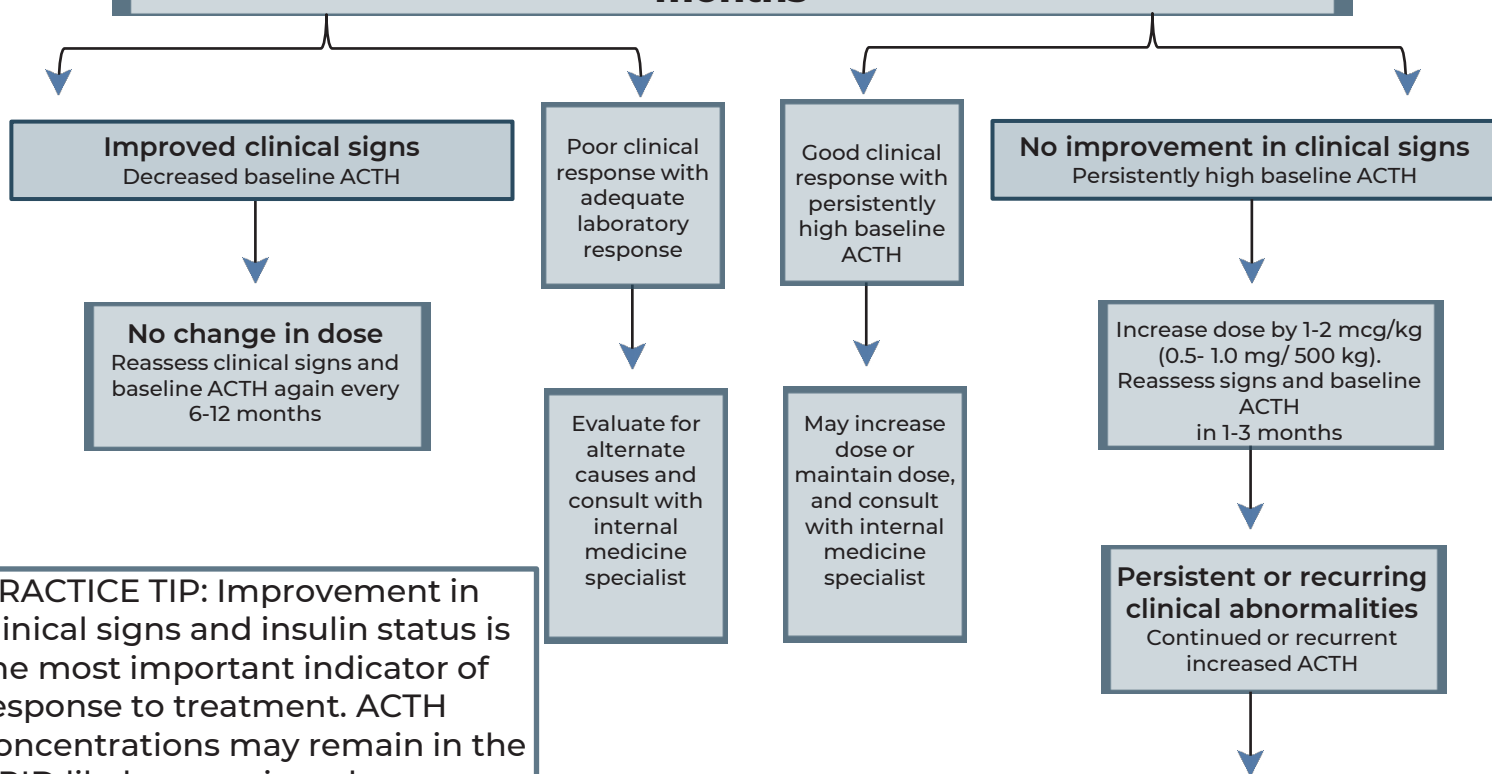 months
Improved clinical signs
Decreased baseline ACTH
Poor clinical
response with
adequate
laboratory
response
Good clinical
response with
persistently
high baseline
ACTH
No improvement in clinical signs
Persistently high baseline ACTH
No change in dose
Reassess clinical signs and
baseline ACTH again every
6-12 months
Evaluate for
alternate
causes and
consult with
internal
medicine
specialist
May increase
dose or
maintain dose,
and consult
with internal
medicine
specialist
Increase dose by 1-2 mcg/kg
(0.5- 1.0 mg/ 500 kg).
Reassess signs and baseline
ACTH
in 1-3 months
Persistent or recurring
clinical abnormalities
Continued or recurrent
increased ACTH
RACTICE TIP: Improvement in
linical signs and insulin status is
he most important indicator of
esponse to treatment. ACTH
oncentrations may remain in the